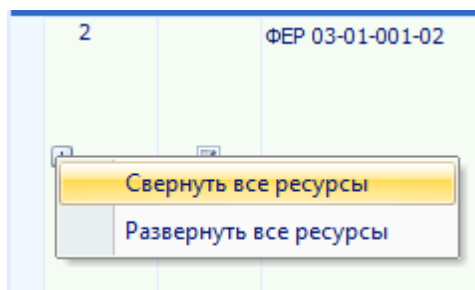 2 ФЕР 03-01-001-02
Свернуть все ресурсы
Развернуть все ресурсы